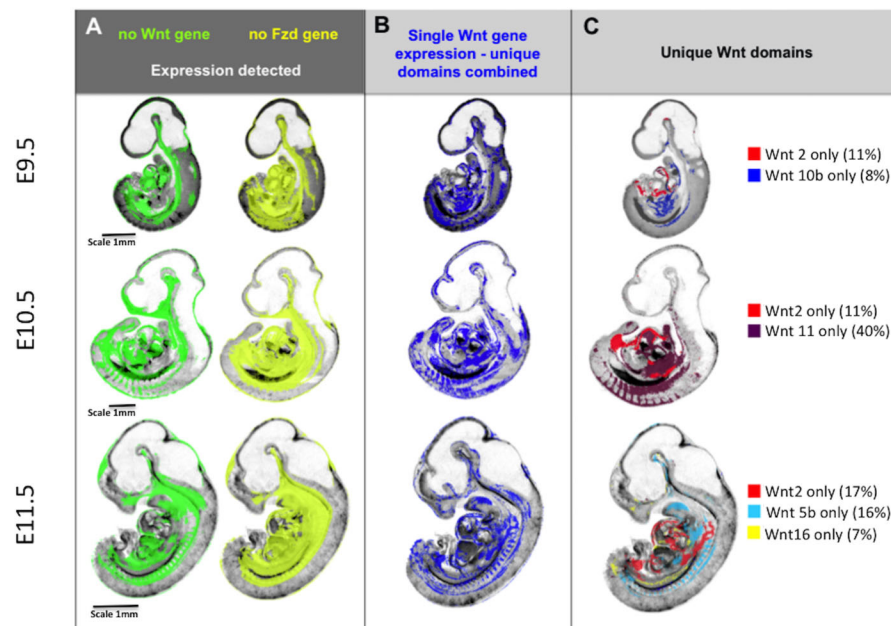 A
no Wnt gene
no Fzd gene
Expression detected
B
Single Wnt gene
expression - unique
domains combined
C
Unique Wnt domains
E9.5
Scale 1mm
Wnt 2 only (11%)
Wnt 10b only (8%)
E10.5
Scale 1mm
Wnt2 only (11%)
Wnt 11 only (40%)
E11.5
Scale 1mm
Wnt2 only (17%)
Wnt 5b only (16%)
Wnt16 only (7%)